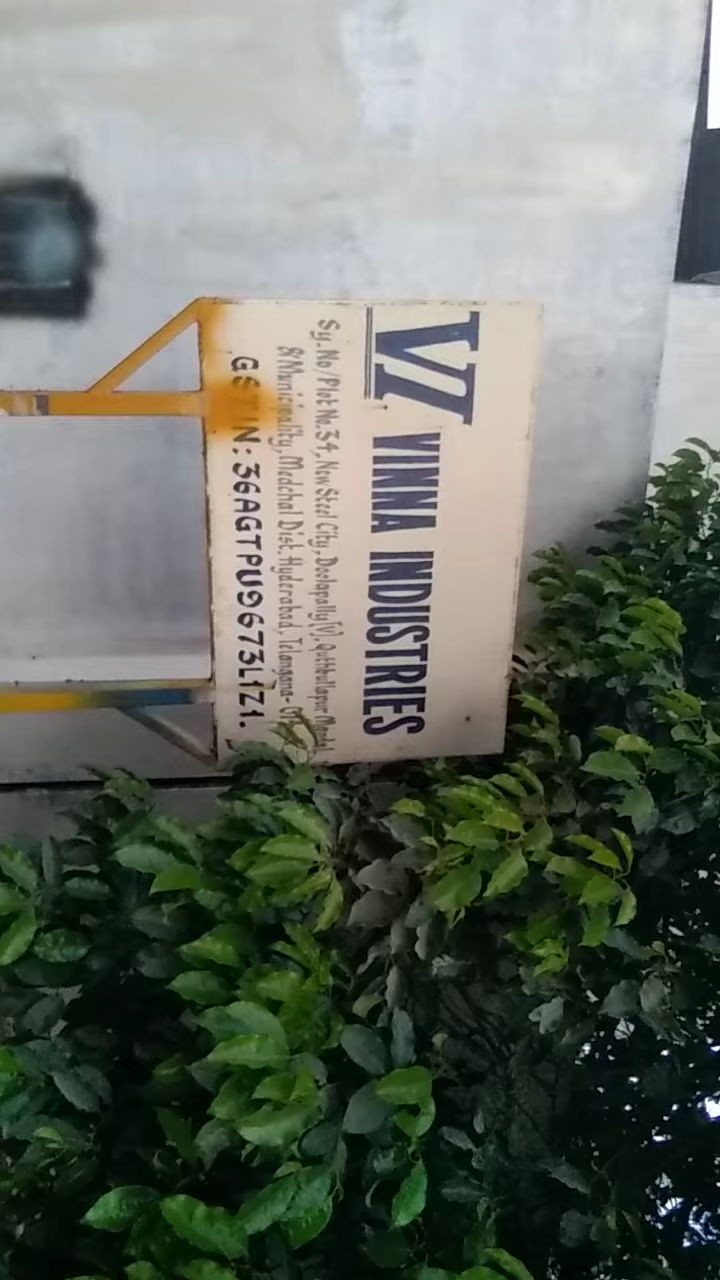 VI VINNA INDUSTRIES
Sy.No/Plot No.34, New Steel City, Doolapally(V), Quthbullapur Mandal
& Municipality, Medchal Dist. Hyderabad, Telangana-
GSTIN:36AGTPU9673L1Z1.